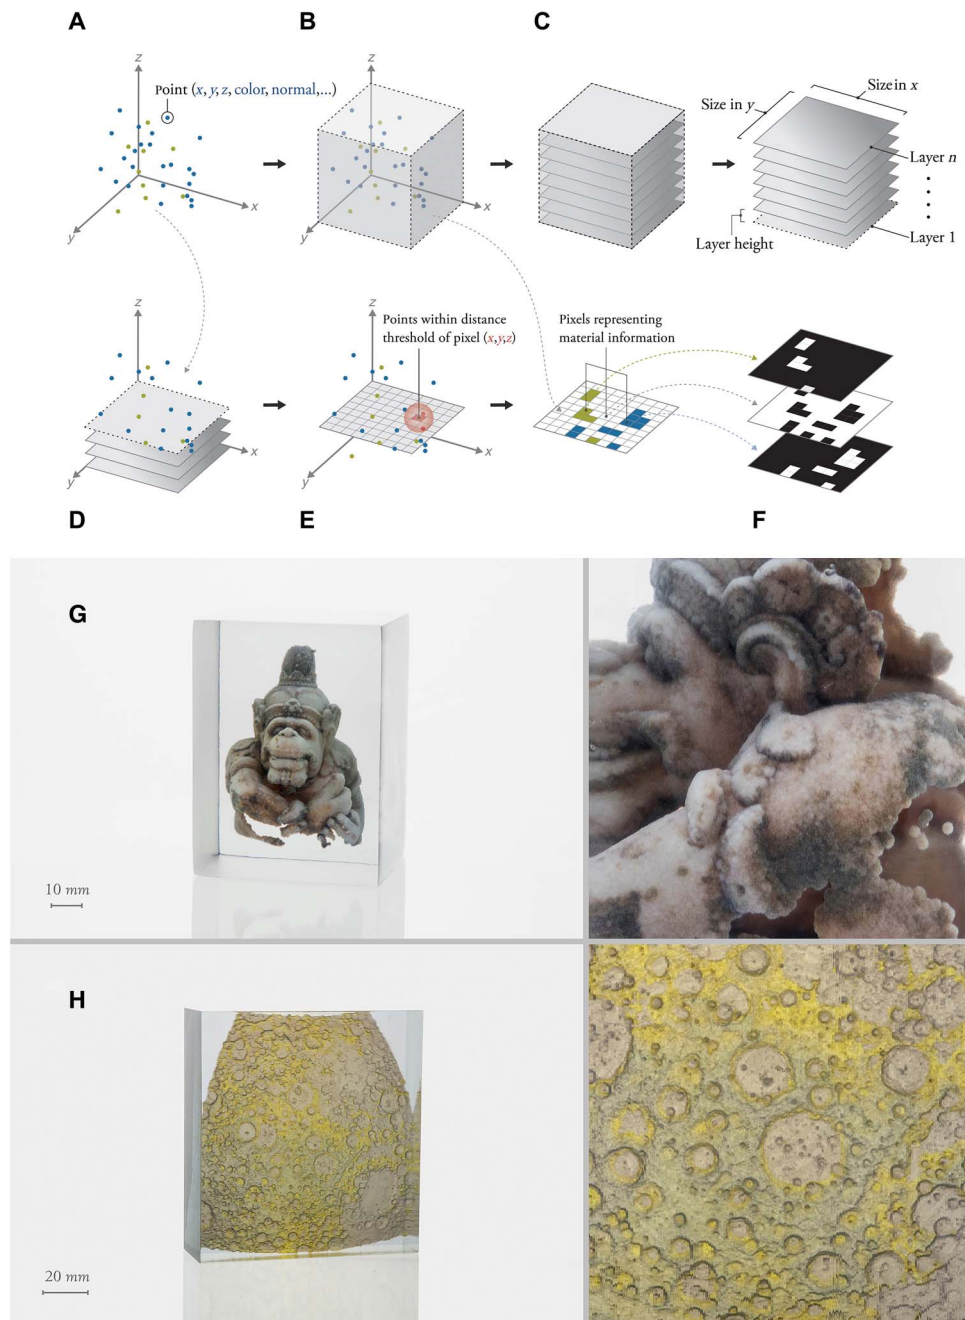 A
B
C
z
Point (x, y, z, color, normal,...)
x
y
z
x
y
Size in y
Size in x
Layer n
Layer height
Layer 1
z
x
y
z
Points within distance
threshold of pixel (x,y,z)
x
y
Pixels representing
material information
D
E
F
G
10 mm
H
20 mm